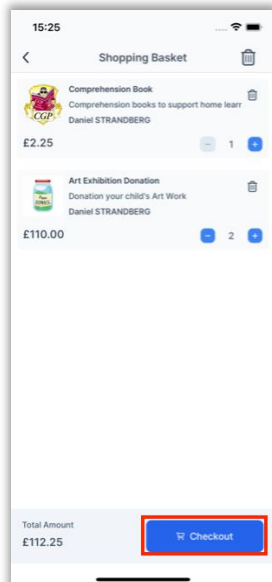 15:25
Shopping Basket
Comprehension Book
Comprehension books to support home learr
Daniel STRANDBERG
CGP
£2.25
− 1 +
Art Exhibition Donation
Donation your child's Art Work
Daniel STRANDBERG
£110.00
− 2 +
Total Amount
£112.25
Checkout